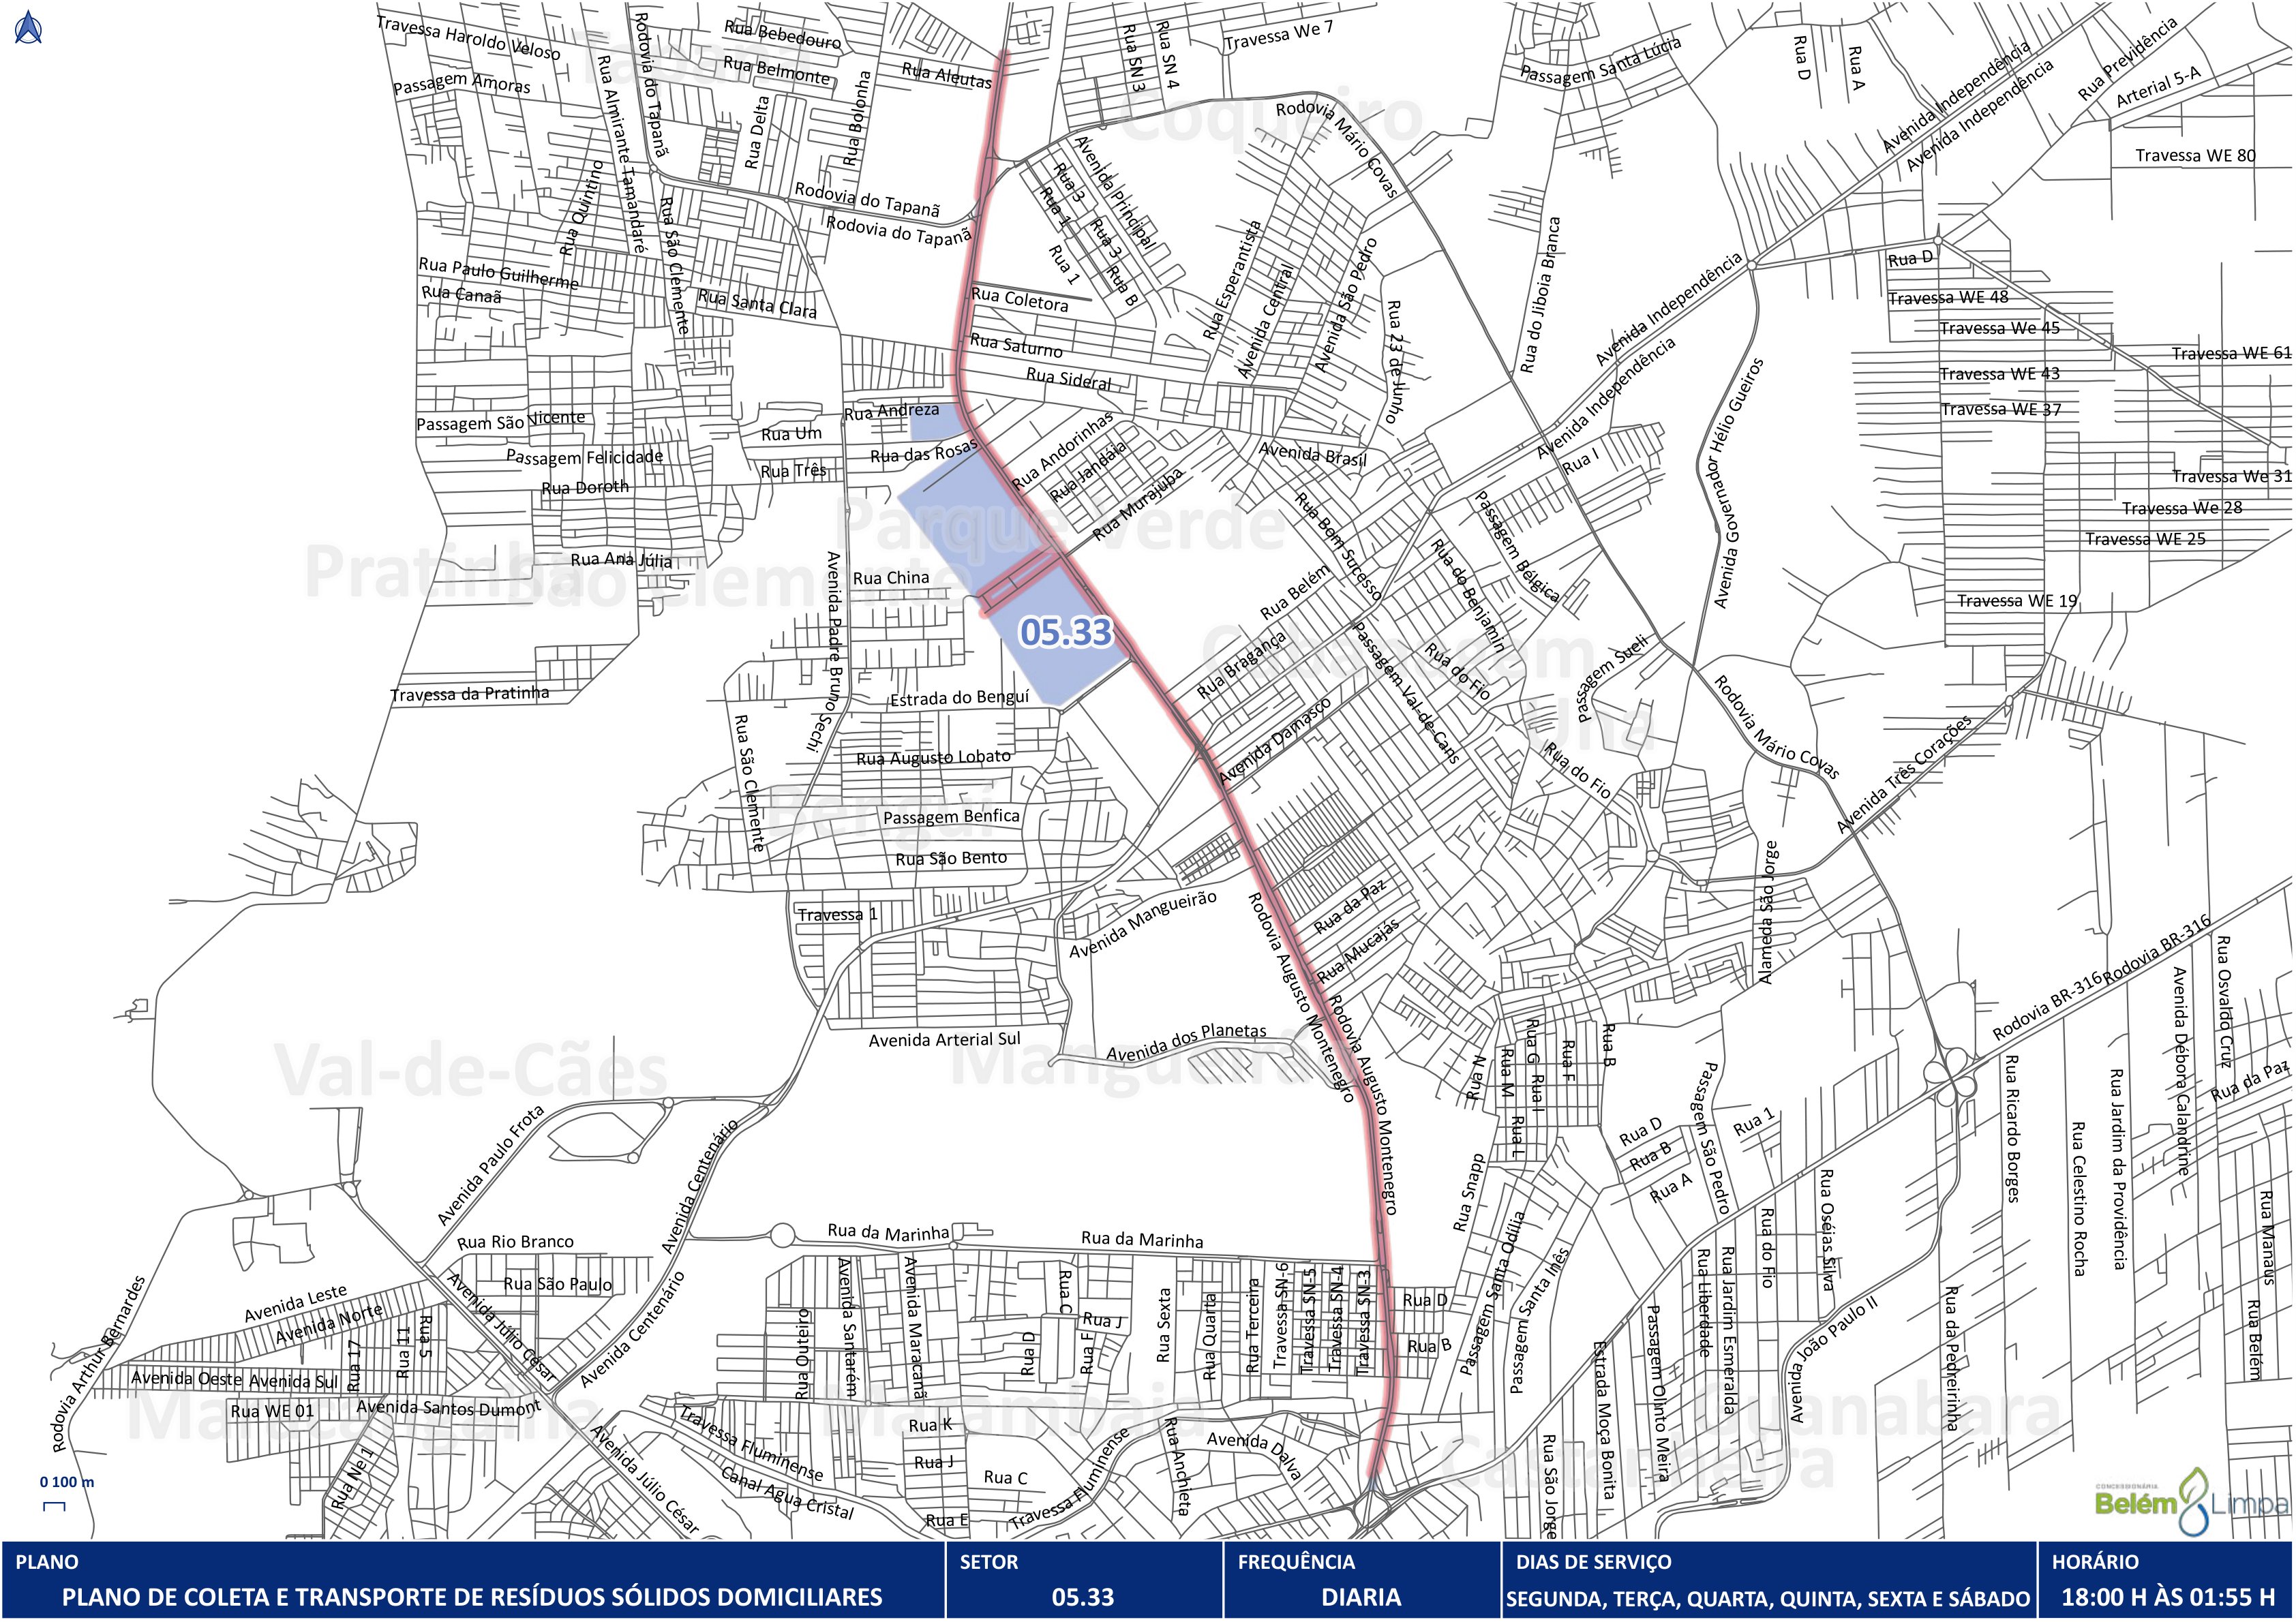 Travessa Haroldo Veloso
Rodovia do Tapanã
Rua Bebedouro
Rua SN 3
Rua SN 4
Travessa We 7
Passagem Santa Lúcia
Rua D
Rua A
Avenida Independência
Avenida Independência
Rua Previdência
Arterial 5-A
Passagem Amoras
Rua Almirante Tamandaré
Tapanã
Rua Belmonte
Rua Aleutas
Rua Delta
Rua Bolonha
Coqueiro
Rodovia Mário Covas
Travessa WE 80
Rua Quintino
Rua São Clemente
Rodovia do Tapanã
Rodovia do Tapanã
Avenida Principal
Rua 3
Rua 1
Rua 3
Rua 1
Rua B
Rua Esperantista
Avenida Central
Avenida São Pedro
Rua 23 de Junho
Rua do Jiboia Branca
Avenida Independência
Avenida Independência
Avenida Independência
Rua D
Travessa WE 48
Travessa We 45
Travessa WE 61
Travessa WE 43
Travessa WE 37
Travessa We 31
Travessa We 28
Travessa WE 25
Travessa WE 19
Rua Paulo Guilherme
Rua Canaã
Rua Santa Clara
Rua Coletora
Rua Saturno
Rua Sideral
Avenida Governador Hélio Gueiros
Passagem São Nicente
Rua Um
Rua Andreza
Rua das Rosas
Rua Andorinhas
Rua Jandáia
Rua Murajuba
Avenida Brasil
Rua I
Passagem Felicidade
Rua Três
Rua Doroth
Parque Verde
Rua Bom Sucesso
Passagem Bélgica
Rua do Benjamin
Pratinha
São Clemente
Rua Ana Júlia
Rua China
Avenida Padre Bruno Sechi
05.33
Rua Belém
Rua Bragança
Cabanagem
Passagem Val-de-Cans
Rua do Fio
Passagem Sueli
Una
Rodovia Mário Covas
Avenida Três Corações
Travessa da Pratinha
Estrada do Benguí
Rua São Clemente
Rua Augusto Lobato
Avenida Damasco
Rua do Fio
Benguí
Passagem Benfica
Rua São Bento
Travessa 1
Avenida Mangueirão
Rua da Paz
Rua Mucajás
Alameda São Jorge
Rodovia Augusto Montenegro
Rodovia Augusto Montenegro
Rodovia BR-316
Rodovia BR-316
Rua Osvaldo Cruz
Avenida Débora Calandrine
Avenida Arterial Sul
Avenida dos Planetas
Mangueirão
Val-de-Cães
Rua N
Rua M
Rua G
Rua I
Rua F
Rua B
Rua L
Passagem São Pedro
Rua D
Rua B
Rua A
Rua 1
Rua Ricardo Borges
Rua Jardim da Providência
Rua Celestino Rocha
Rua da Paz
Rua Manaus
Rua Belém
Avenida Paulo Frota
Avenida Centenário
Avenida Centenário
Rua da Marinha
Rua da Marinha
Rua Snapp
Passagem Santa Odília
Passagem Santa Inês
Rua do Fio
Rua Oséias Silva
Rua Liberdade
Rua Jardim Esmeralda
Avenida João Paulo II
Rua da Pedreirinha
Rua Rio Branco
Rua São Paulo
Avenida Leste
Avenida Norte
Avenida Júlio César
Rodovia Arthur Bernardes
Rua 17
Rua 11
Rua 5
Avenida Oeste
Avenida Sul
Rua WE 01
Avenida Santos Dumont
Maracangalha
Rua Ne 1
Rua Outeiro
Avenida Santarém
Avenida Maracanã
Rua C
Rua J
Rua D
Rua F
Rua Sexta
Rua Quarta
Rua Terceira
Travessa SN-6
Travessa SN-5
Travessa SN-4
Travessa SN-3
Rua D
Rua B
Marambaia
Travessa Fluminense
Canal Água Cristal
Avenida Júlio César
Rua K
Rua J
Rua C
Rua E
Travessa Fluminense
Rua Anchieta
Avenida Dalva
Castanheira
Guanabara
Rua São Jorge
Estrada Moça Bonita
Passagem Olinto Meira
0 100 m
CONCESSIONÁRIA
Belém Limpa
PLANO
PLANO DE COLETA E TRANSPORTE DE RESÍDUOS SÓLIDOS DOMICILIARES
SETOR
05.33
FREQUÊNCIA
DIARIA
DIAS DE SERVIÇO
SEGUNDA, TERÇA, QUARTA, QUINTA, SEXTA E SÁBADO
HORÁRIO
18:00 H ÀS 01:55 H